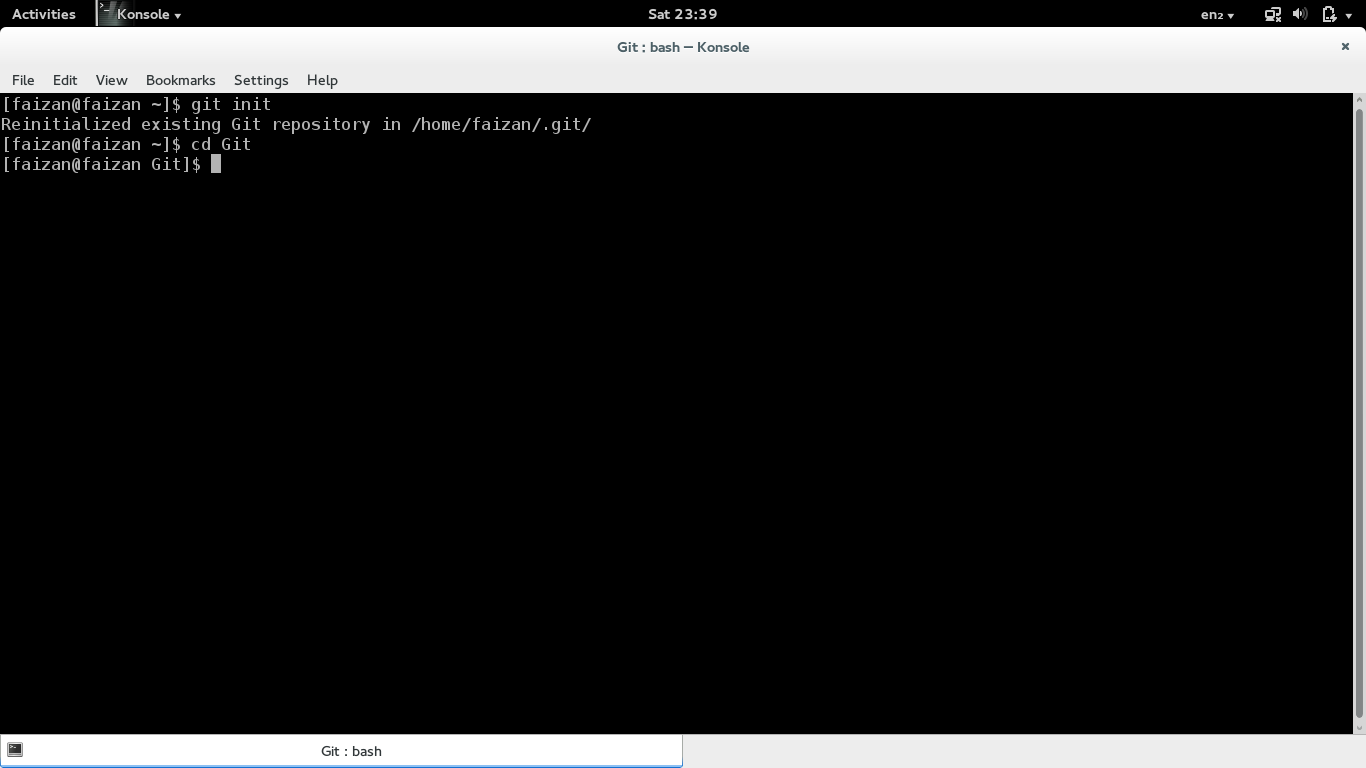 Activities Konsole Sat 23:39 en₂
Git : bash — Konsole
File Edit View Bookmarks Settings Help
[faizan@faizan ~]$ git init
Reinitialized existing Git repository in /home/faizan/.git/
[faizan@faizan ~]$ cd Git
[faizan@faizan Git]$
Git : bash